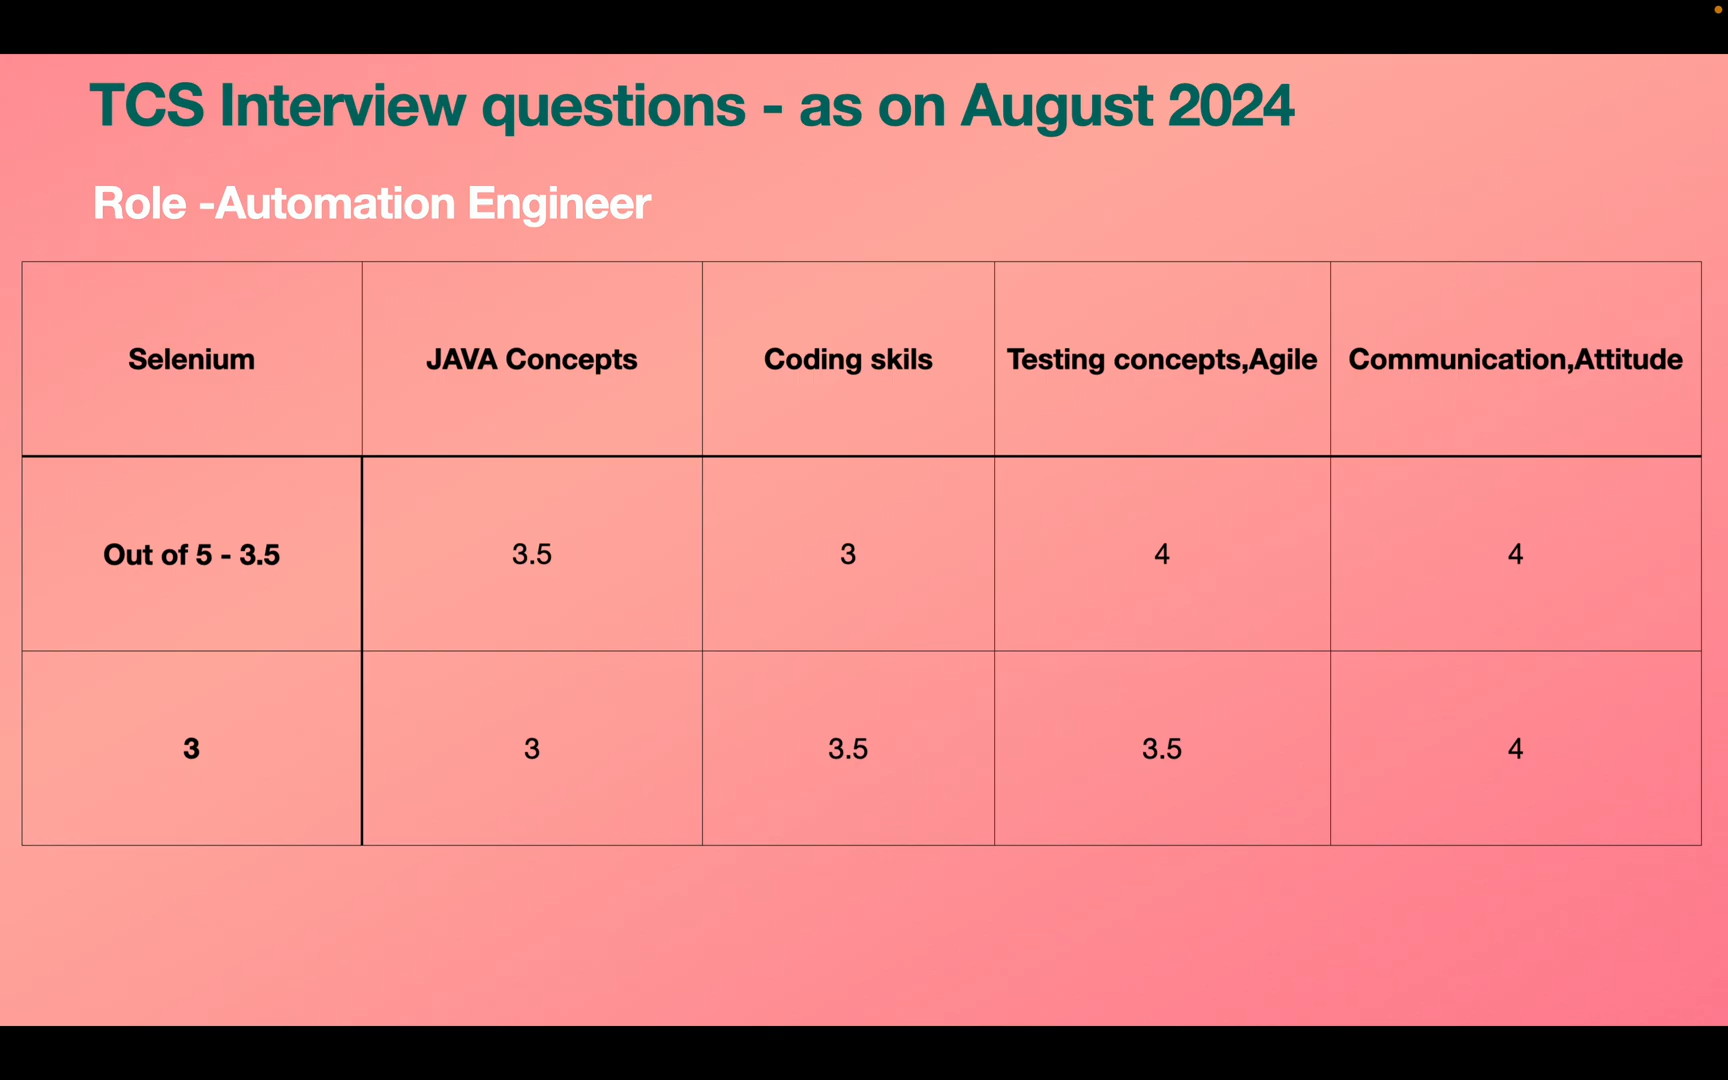 TCS Interview questions - as on August 2024
Role -Automation Engineer
Selenium JAVA Concepts Coding skils Testing concepts,Agile Communication,Attitude
Out of 5 - 3.5 3.5 3 4 4
3 3 3.5 3.5 4